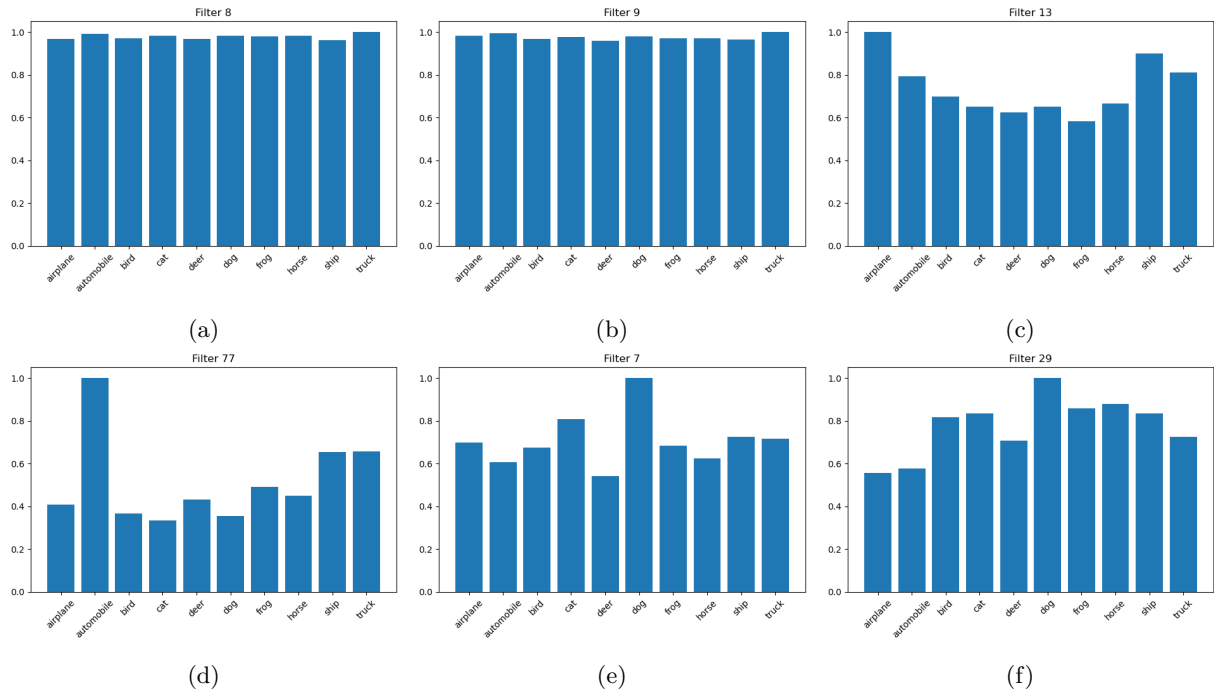 Filter 8
1.0
0.8
0.6
0.4
0.2
0.0
airplane
automobile
bird
cat
deer
dog
frog
horse
ship
truck
(a)
Filter 9
1.0
0.8
0.6
0.4
0.2
0.0
airplane
automobile
bird
cat
deer
dog
frog
horse
ship
truck
(b)
Filter 13
1.0
0.8
0.6
0.4
0.2
0.0
airplane
automobile
bird
cat
deer
dog
frog
horse
ship
truck
(c)
Filter 77
1.0
0.8
0.6
0.4
0.2
0.0
airplane
automobile
bird
cat
deer
dog
frog
horse
ship
truck
(d)
Filter 7
1.0
0.8
0.6
0.4
0.2
0.0
airplane
automobile
bird
cat
deer
dog
frog
horse
ship
truck
(e)
Filter 29
1.0
0.8
0.6
0.4
0.2
0.0
airplane
automobile
bird
cat
deer
dog
frog
horse
ship
truck
(f)